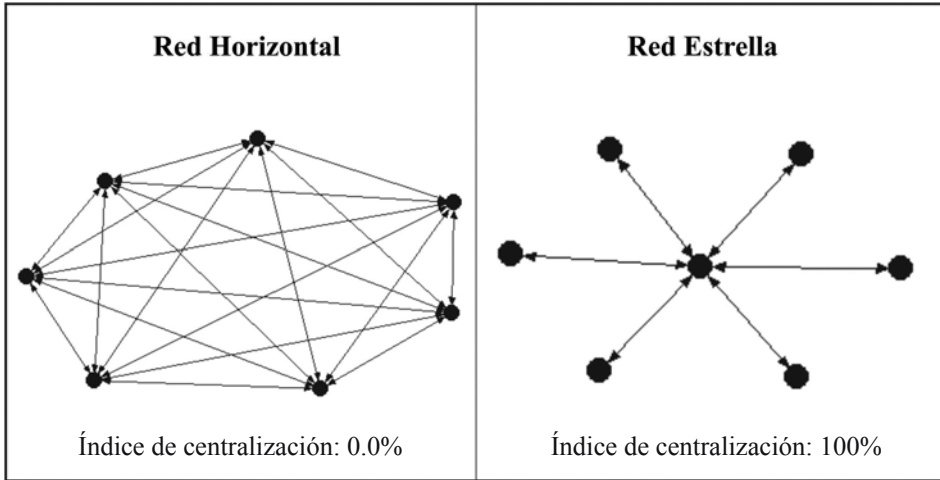 Red Horizontal
Red Estrella
Índice de centralización: 0.0%
Índice de centralización: 100%